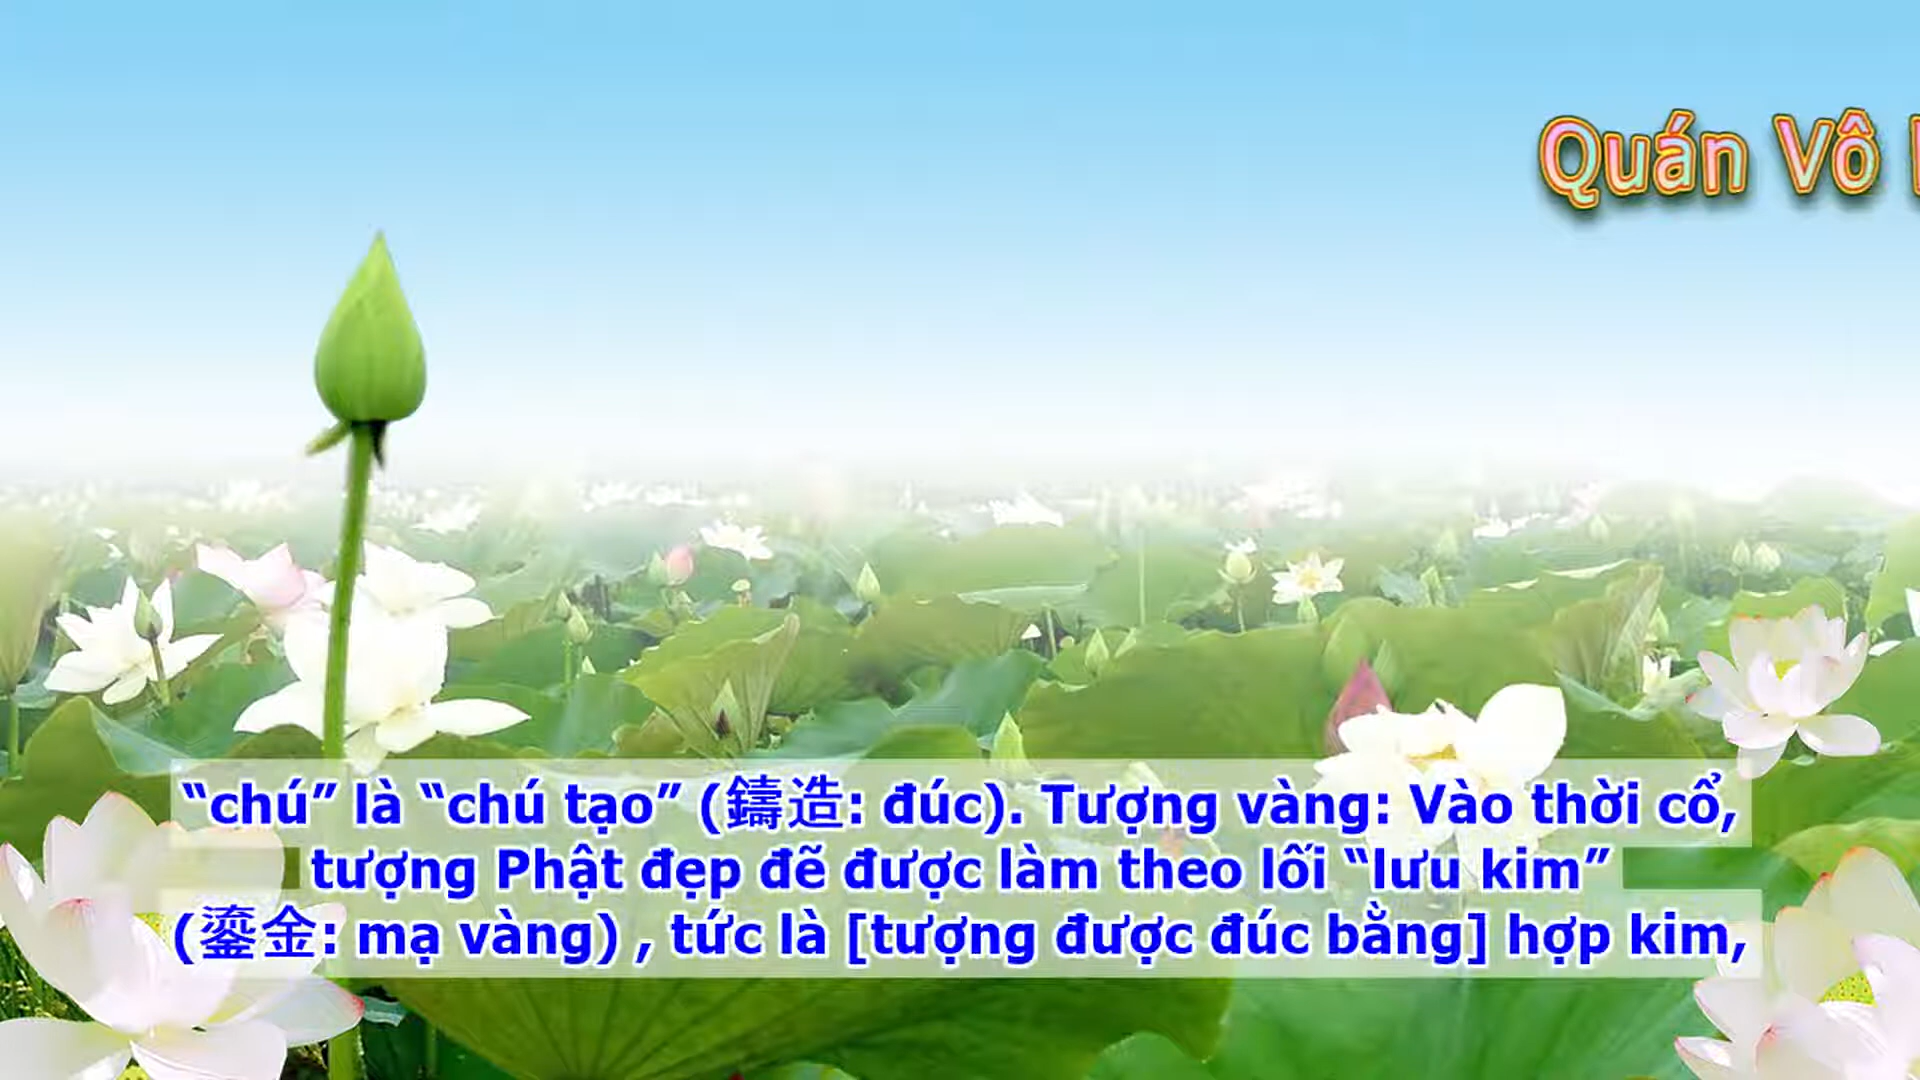 Quán Vô
“chú” là “chú tạo” (鑄造: đúc). Tượng vàng: Vào thời cổ,
tượng Phật đẹp đẽ được làm theo lối “lưu kim”
(鎏金: mạ vàng) , tức là [tượng được đúc bằng] hợp kim,